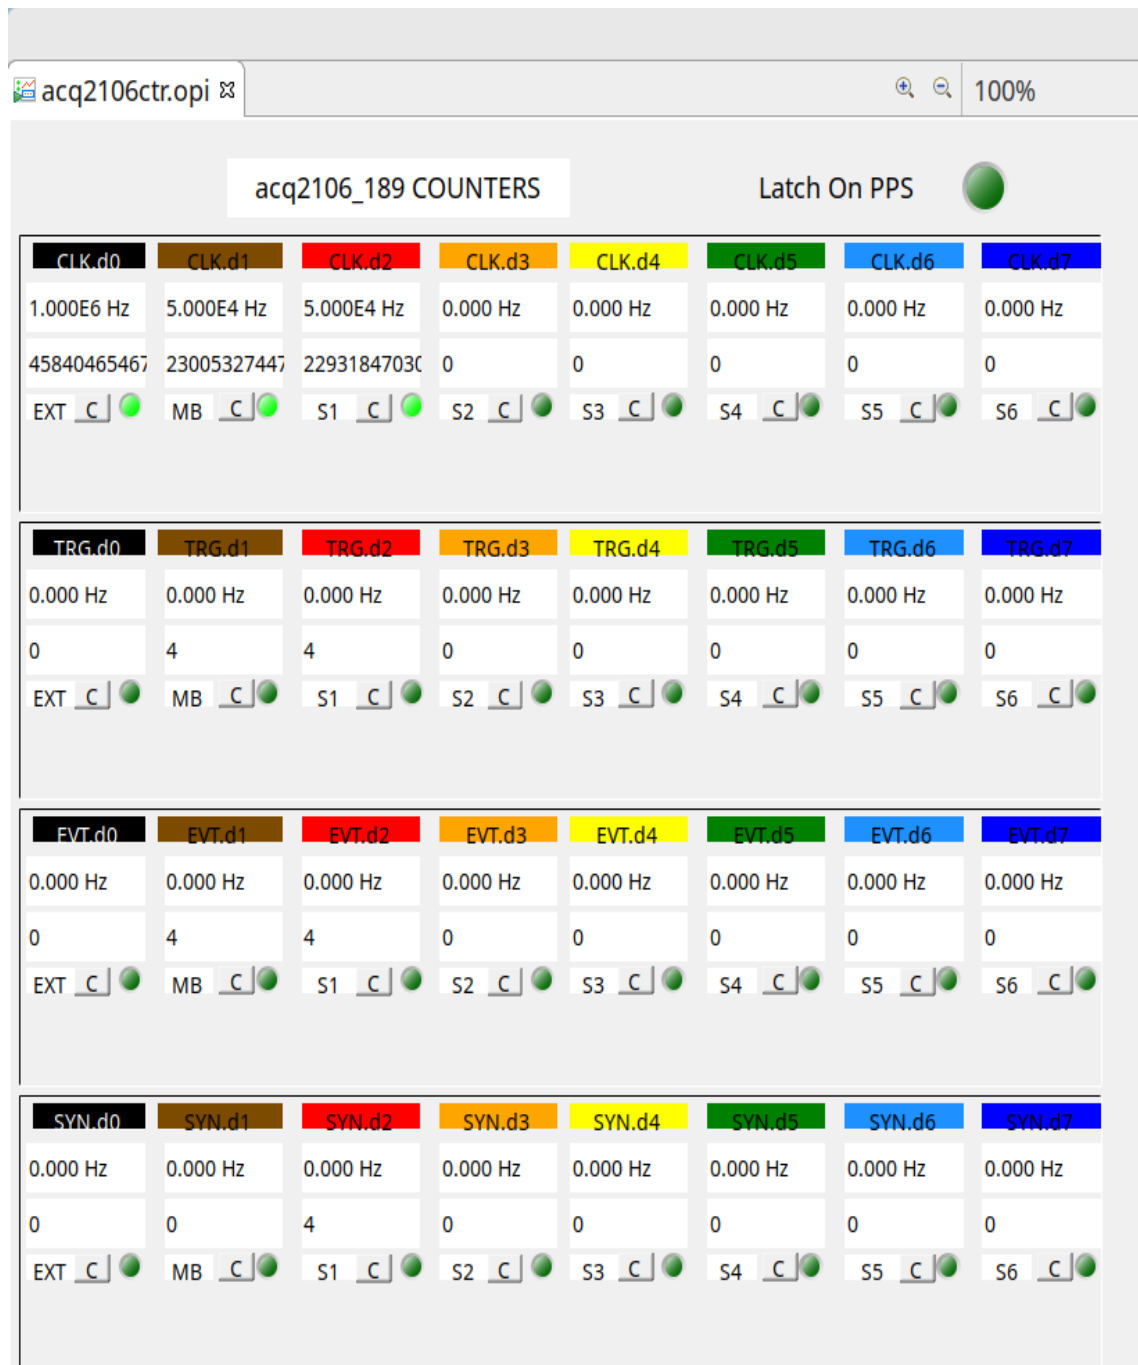 acq2106ctr.opi 100%
acq2106_189 COUNTERS Latch On PPS
CLK.d0 CLK.d1 CLK.d2 CLK.d3 CLK.d4 CLK.d5 CLK.d6 CLK.d7
1.000E6 Hz 5.000E4 Hz 5.000E4 Hz 0.000 Hz 0.000 Hz 0.000 Hz 0.000 Hz 0.000 Hz
45840465467 23005327447 22931847030 0 0 0 0 0
EXT C MB C S1 C S2 C S3 C S4 C S5 C S6 C
TRG.d0 TRG.d1 TRG.d2 TRG.d3 TRG.d4 TRG.d5 TRG.d6 TRG.d7
0.000 Hz 0.000 Hz 0.000 Hz 0.000 Hz 0.000 Hz 0.000 Hz 0.000 Hz 0.000 Hz
0 4 4 0 0 0 0 0
EXT C MB C S1 C S2 C S3 C S4 C S5 C S6 C
EVT.d0 EVT.d1 EVT.d2 EVT.d3 EVT.d4 EVT.d5 EVT.d6 EVT.d7
0.000 Hz 0.000 Hz 0.000 Hz 0.000 Hz 0.000 Hz 0.000 Hz 0.000 Hz 0.000 Hz
0 4 4 0 0 0 0 0
EXT C MB C S1 C S2 C S3 C S4 C S5 C S6 C
SYN.d0 SYN.d1 SYN.d2 SYN.d3 SYN.d4 SYN.d5 SYN.d6 SYN.d7
0.000 Hz 0.000 Hz 0.000 Hz 0.000 Hz 0.000 Hz 0.000 Hz 0.000 Hz 0.000 Hz
0 0 4 0 0 0 0 0
EXT C MB C S1 C S2 C S3 C S4 C S5 C S6 C